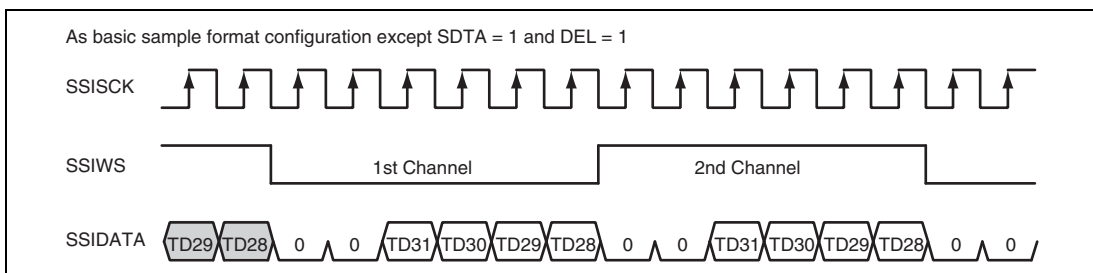 As basic sample format configuration except SDTA = 1 and DEL = 1
SSISCK
SSIWS 1st Channel 2nd Channel
SSIDATA TD29 TD28 0 0 TD31 TD30 TD29 TD28 0 0 TD31 TD30 TD29 TD28 0 0